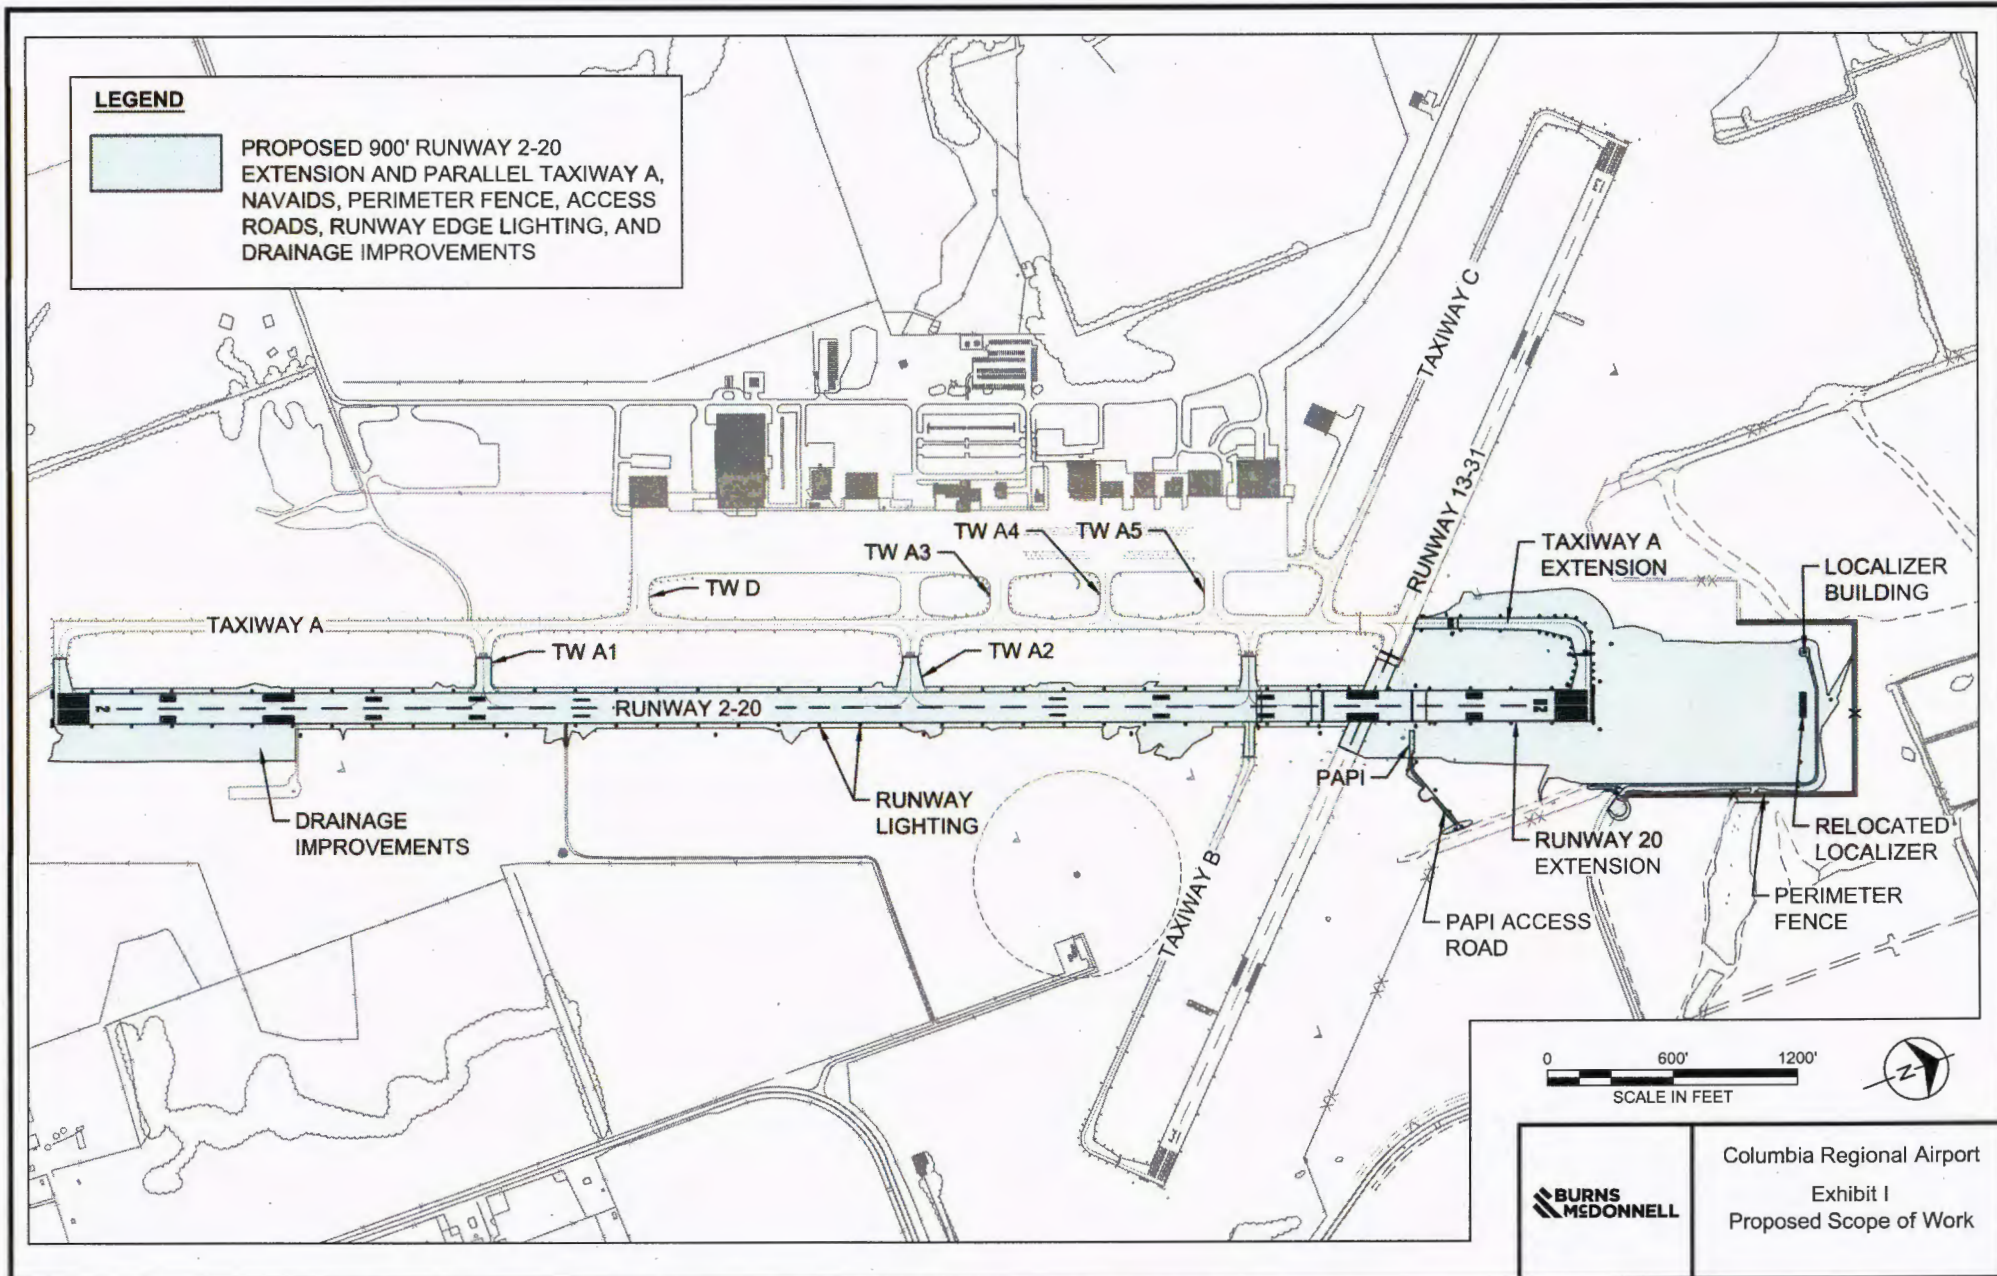 LEGEND
PROPOSED 900' RUNWAY 2-20
EXTENSION AND PARALLEL TAXIWAY A,
NAVAIDS, PERIMETER FENCE, ACCESS
ROADS, RUNWAY EDGE LIGHTING, AND
DRAINAGE IMPROVEMENTS
TAXIWAY C
13
RUNWAY 13-31
TW A3
TW A4
TW A5
TW D
TAXIWAY A
EXTENSION
LOCALIZER
BUILDING
TAXIWAY A
TW A1
TW A2
2
RUNWAY 2-20
20
PAPI
DRAINAGE
IMPROVEMENTS
RUNWAY
LIGHTING
RUNWAY 20
EXTENSION
RELOCATED
LOCALIZER
TAXIWAY B
PAPI ACCESS
ROAD
PERIMETER
FENCE
31
0 600' 1200'
SCALE IN FEET
N
BURNS
MCDONNELL
Columbia Regional Airport
Exhibit I
Proposed Scope of Work